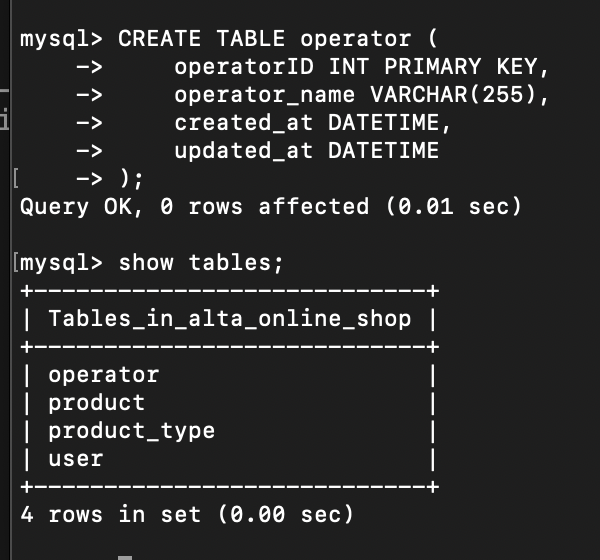 mysql> CREATE TABLE operator (
    ->     operatorID INT PRIMARY KEY,
    ->     operator_name VARCHAR(255),
    ->     created_at DATETIME,
    ->     updated_at DATETIME
[    -> );
Query OK, 0 rows affected (0.01 sec)

[mysql> show tables;
+----------------------------+
| Tables_in_alta_online_shop |
+----------------------------+
| operator                   |
| product                    |
| product_type               |
| user                       |
+----------------------------+
4 rows in set (0.00 sec)